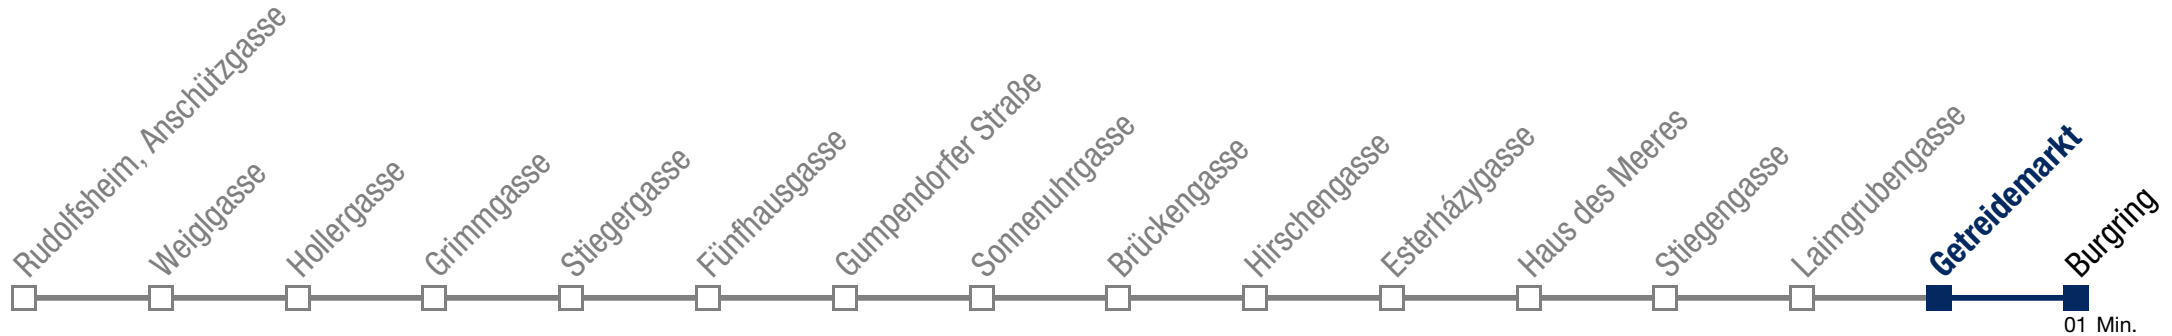 Rudolfsheim, Anschützgasse
Weiglgasse
Hollergasse
Grimmgasse
Stiegergasse
Fünfhausgasse
Gumpendorfer Straße
Sonnenuhrgasse
Brückengasse
Hirschengasse
Esterházygasse
Haus des Meeres
Stiegengasse
Laimgrubengasse
Getreidemarkt
Burgring
01 Min.